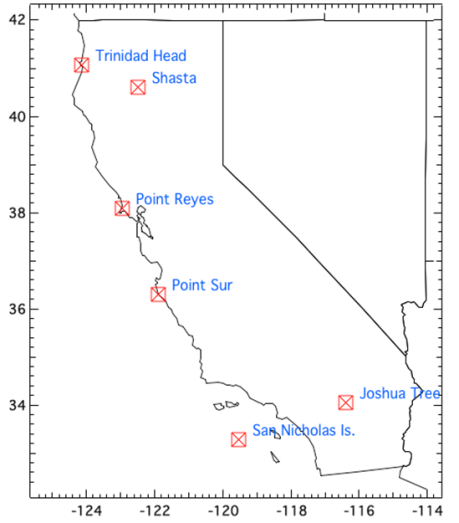 42
Trinidad Head
Shasta
40
Point Reyes
38
Point Sur
36
Joshua Tree
34
San Nicholas Is.
-124 -122 -120 -118 -116 -114